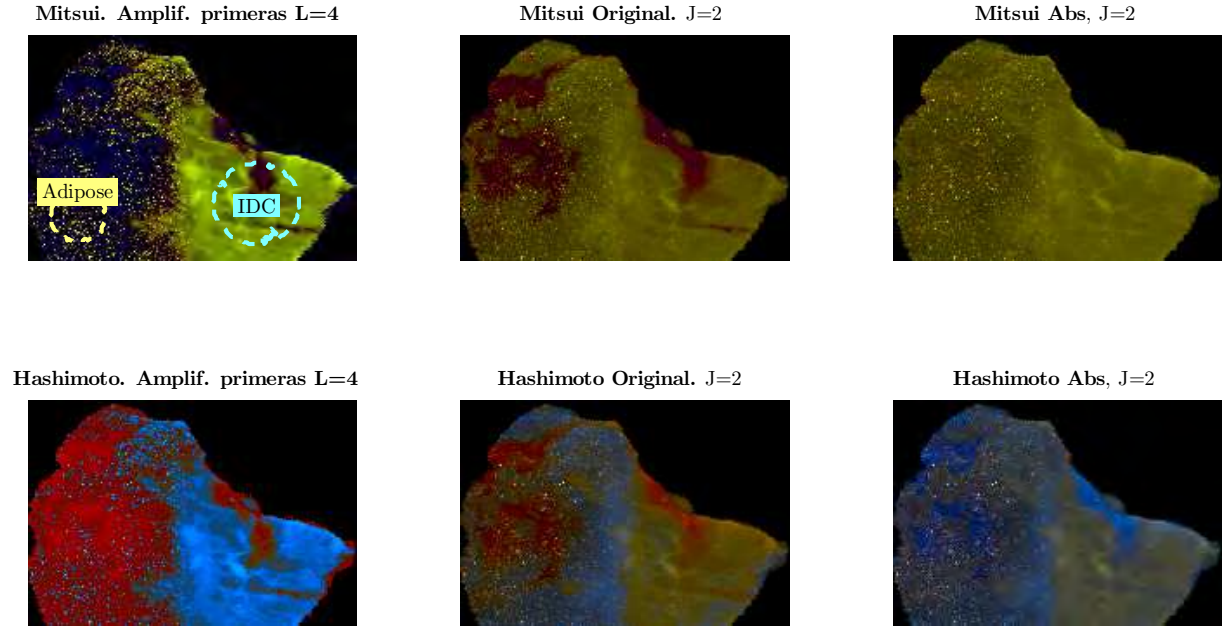 Mitsui. Amplif. primeras L=4
Mitsui Original. J=2
Mitsui Abs, J=2
Adipose
IDC
Hashimoto. Amplif. primeras L=4
Hashimoto Original. J=2
Hashimoto Abs, J=2